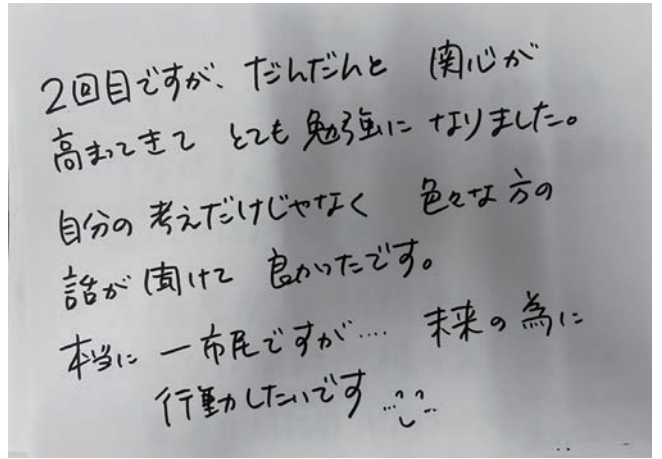 2回目ですが、だんだんと 関心が
高まってきて とても勉強に なりました。
自分の考えだけじゃなく 色々な方の
話が聞けて 良かったです。
本当に 一市民ですが…. 未来の為に
行動したいです